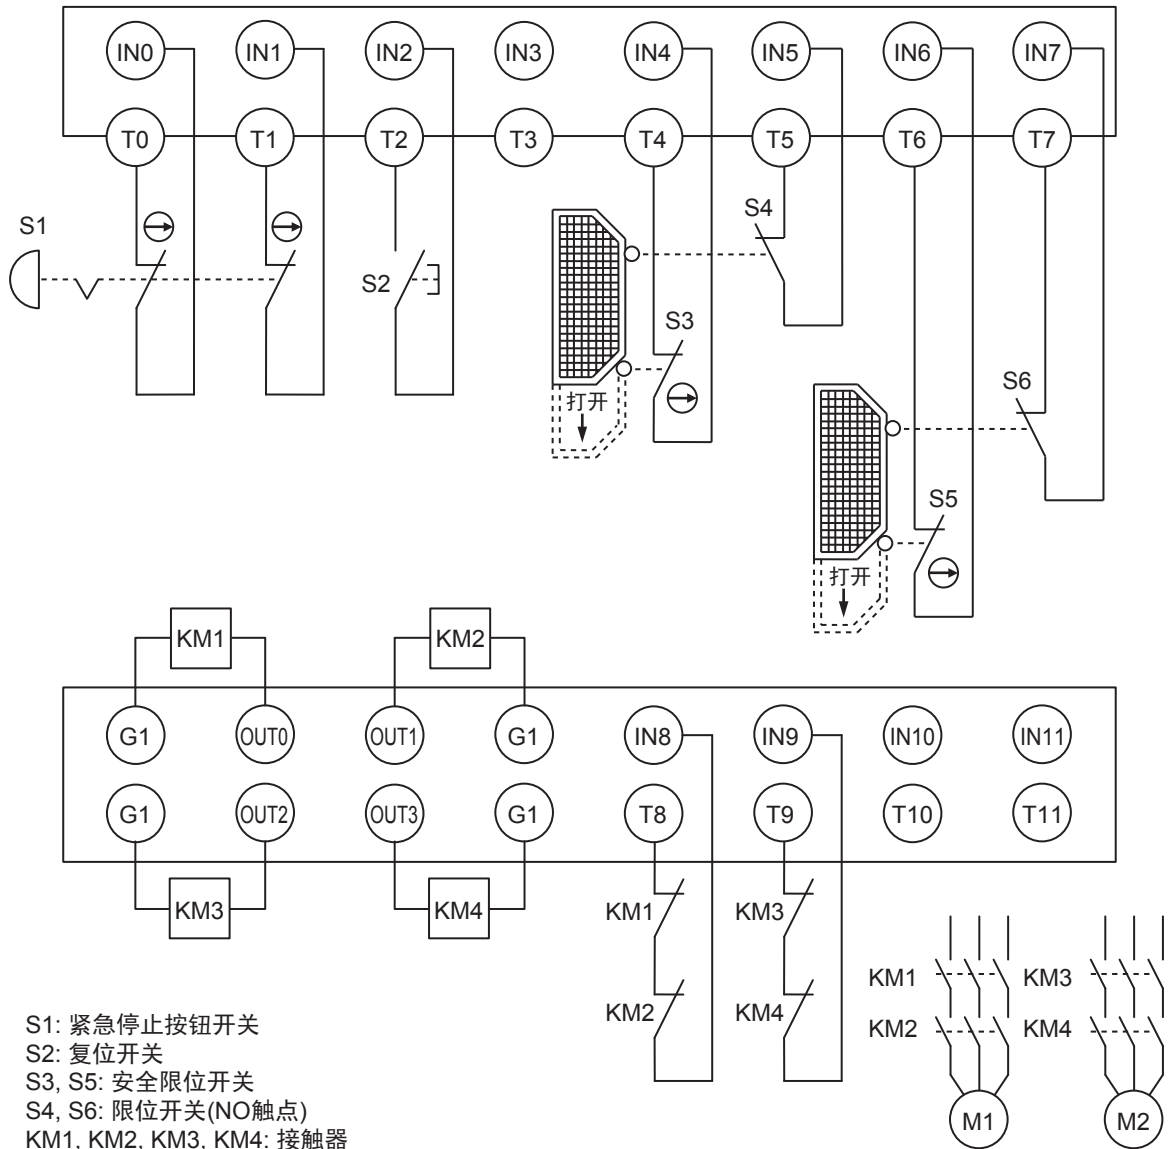 IN0 IN1 IN2 IN3 IN4 IN5 IN6 IN7
T0 T1 T2 T3 T4 T5 T6 T7
S1
S2
S4
S3
打开
S6
S5
打开
KM1 KM2
G1 OUT0 OUT1 G1 IN8 IN9 IN10 IN11
G1 OUT2 OUT3 G1 T8 T9 T10 T11
KM3 KM4
KM1 KM3
KM2 KM4
KM1 KM3
KM2 KM4
M1 M2
S1: 紧急停止按钮开关
S2: 复位开关
S3, S5: 安全限位开关
S4, S6: 限位开关(NO触点)
KM1, KM2, KM3, KM4: 接触器